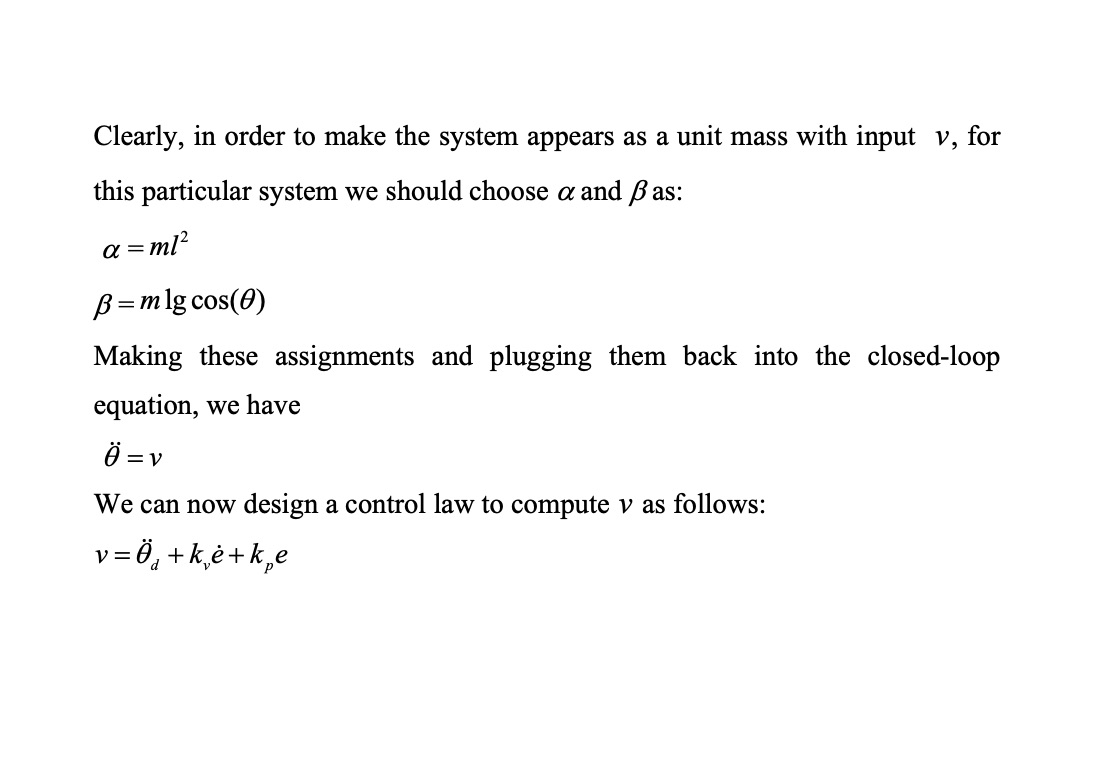 Clearly, in order to make the system appears as a unit mass with input v, for
this particular system we should choose α and β as:
α = ml²
β = m lg cos(θ)
Making these assignments and plugging them back into the closed-loop
equation, we have
θ̈ = v
We can now design a control law to compute v as follows:
v = θ̈_d + k_v ė + k_p e